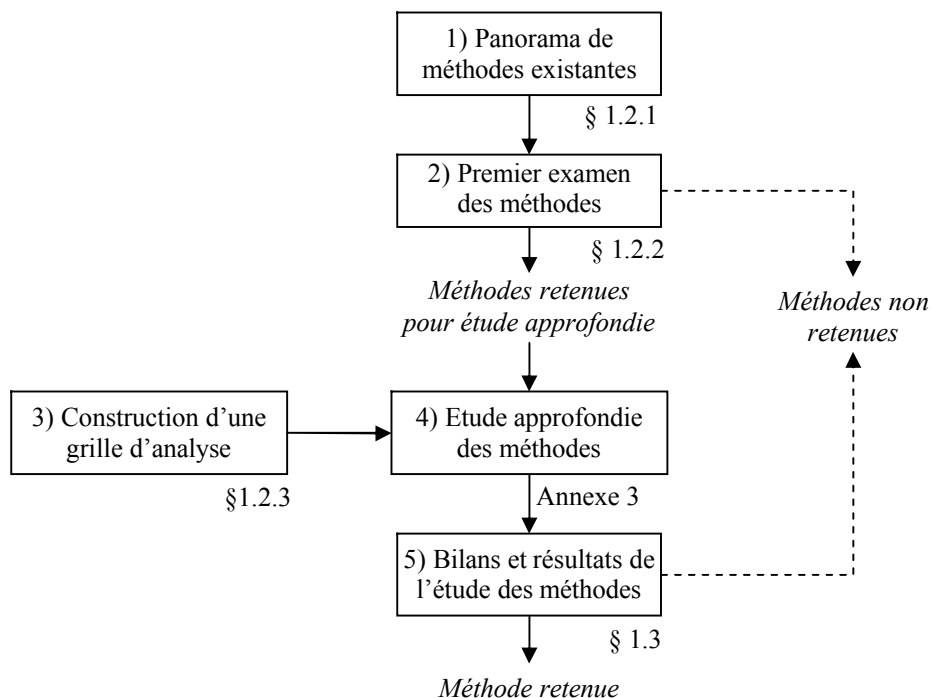 1) Panorama de
méthodes existantes
§ 1.2.1
2) Premier examen
des méthodes
§ 1.2.2
Méthodes retenues
pour étude approfondie
Méthodes non
retenues
3) Construction d’une
grille d’analyse
§1.2.3
4) Etude approfondie
des méthodes
Annexe 3
5) Bilans et résultats de
l’étude des méthodes
§ 1.3
Méthode retenue